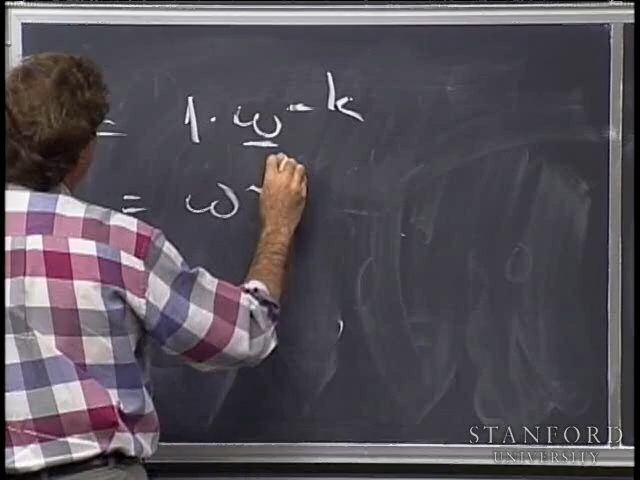 = 1 · ω^-k
= ω^-
STANFORD
UNIVERSITY